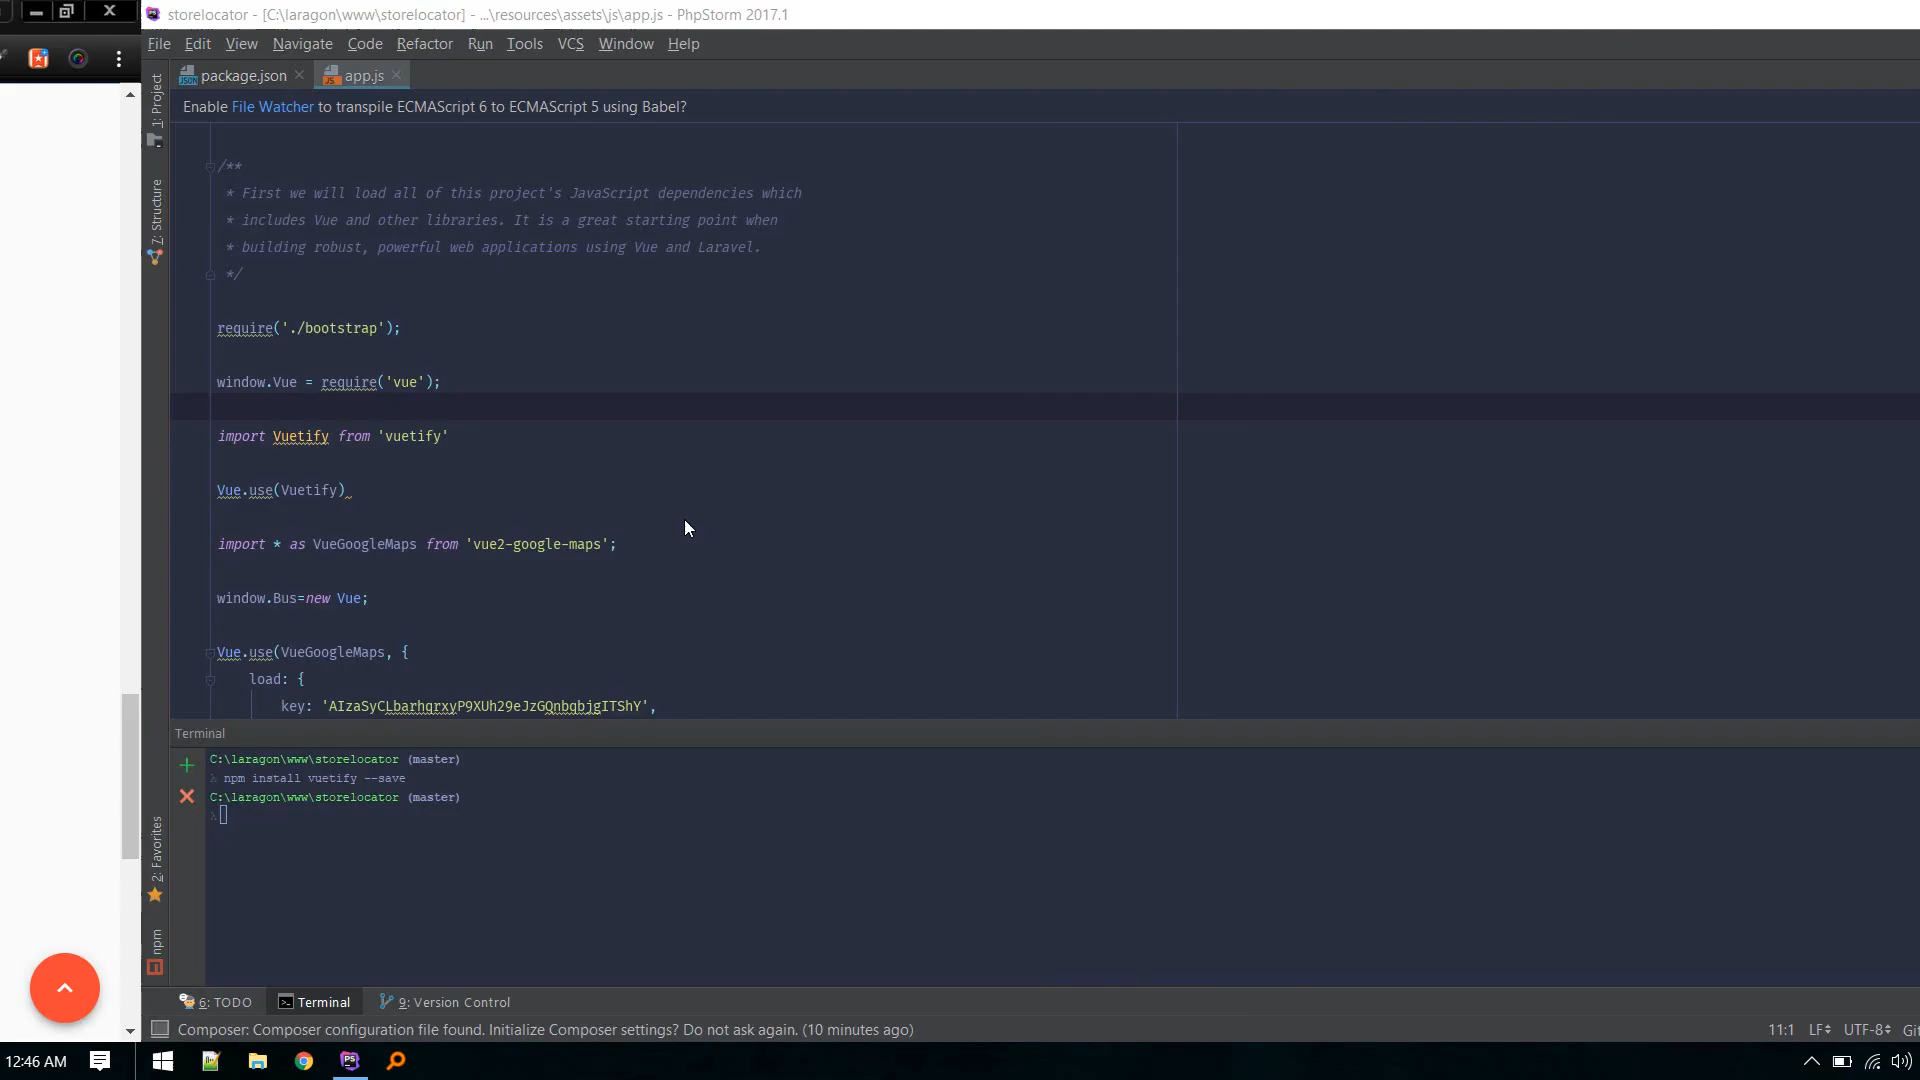 storelocator - [C:\laragon\www\storelocator] - ...\resources\assets\js\app.js - PhpStorm 2017.1
File Edit View Navigate Code Refactor Run Tools VCS Window Help
package.json app.js
Enable File Watcher to transpile ECMAScript 6 to ECMAScript 5 using Babel?
1: Project
7: Structure
/**
* First we will load all of this project's JavaScript dependencies which
* includes Vue and other libraries. It is a great starting point when
* building robust, powerful web applications using Vue and Laravel.
*/
require('./bootstrap');
window.Vue = require('vue');
import Vuetify from 'vuetify'
Vue.use(Vuetify)
import * as VueGoogleMaps from 'vue2-google-maps';
window.Bus=new Vue;
Vue.use(VueGoogleMaps, {
load: {
key: 'AIzaSyCLbarhqrxyP9XUh29eJzGQnbqbjgITShY',
Terminal
C:\laragon\www\storelocator (master)
λ npm install vuetify --save
C:\laragon\www\storelocator (master)
λ
2: Favorites
npm
6: TODO Terminal 9: Version Control
Composer: Composer configuration file found. Initialize Composer settings? Do not ask again. (10 minutes ago) 11:1 LF UTF-8 Git
12:46 AM